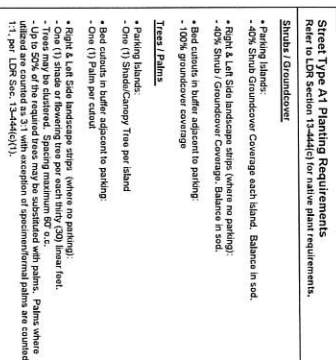 Street Type A1 Planting Requirements
Refer to LDR Section 13-444(c) for native plant requirements.
Shrubs / Groundcover
• Parking Islands:
- 40% Shrub Groundcover Coverage each island. Balance in sod.
• Right & Left Side landscape strips (where no parking):
- 40% Shrub / Groundcover Coverage. Balance in sod.
• Bed cutouts in buffer adjacent to parking:
- 100% groundcover coverage
Trees / Palms
• Parking Islands:
- One (1) Shade/Canopy Tree per island
• Bed cutouts in buffer adjacent to parking:
- One (1) Palm per cutout
• Right & Left Side landscape strips (where no parking):
- One (1) shade or flowering tree per each thirty (30) linear feet.
- Trees may be clustered. Spacing maximum 60' o.c.
- Up to 50% of the required trees may be substituted with palms. Palms where
utilized are counted as 3:1 with exception of specimen/formal palms are counted
1:1, per LDR Sec. 13-444(c)(1).